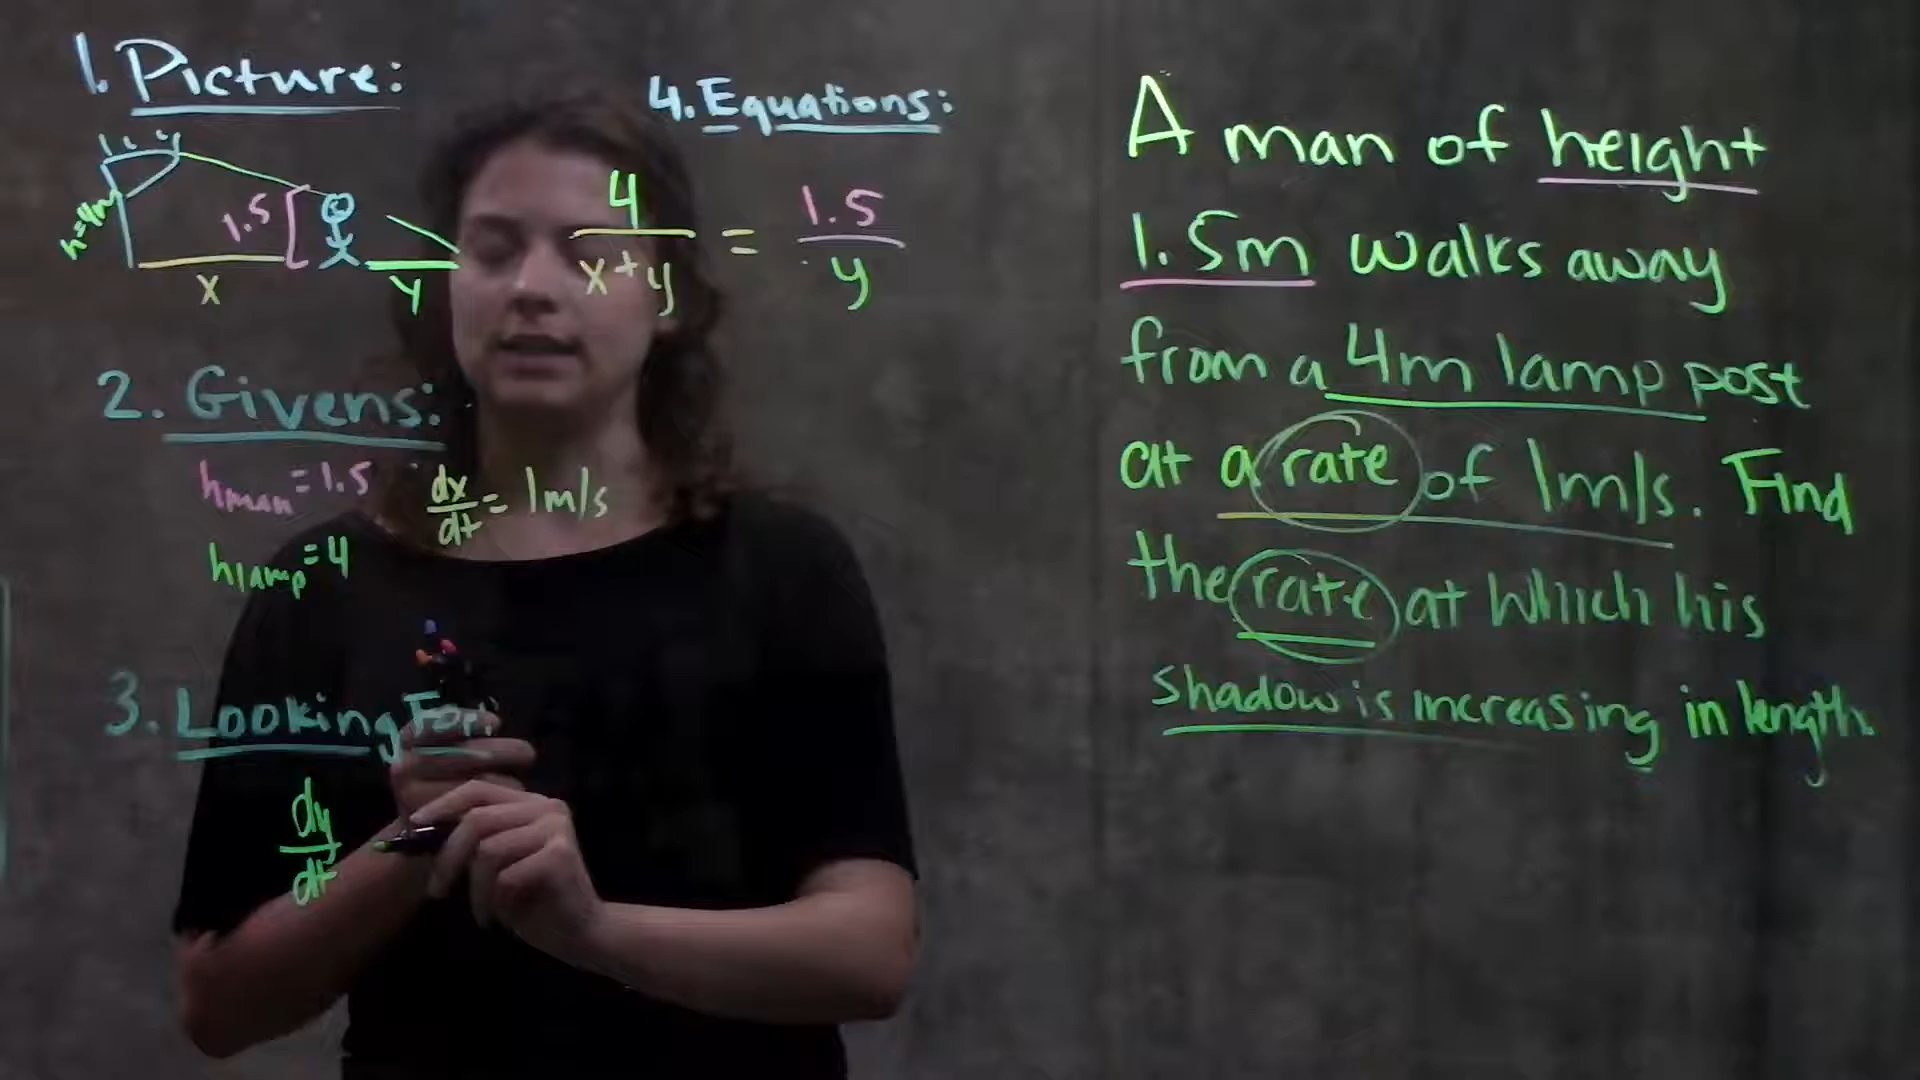 1. Picture:
h=4m
1.5
x
y
2. Givens:
hman=1.5
dx/dt = 1m/s
hlamp=4
3. Looking For:
dy/dt
4. Equations:
4/x+y = 1.5/y
A man of height
1.5m walks away
from a 4m lamp post
at a rate of 1m/s. Find
the rate at which his
shadow is increasing in length.